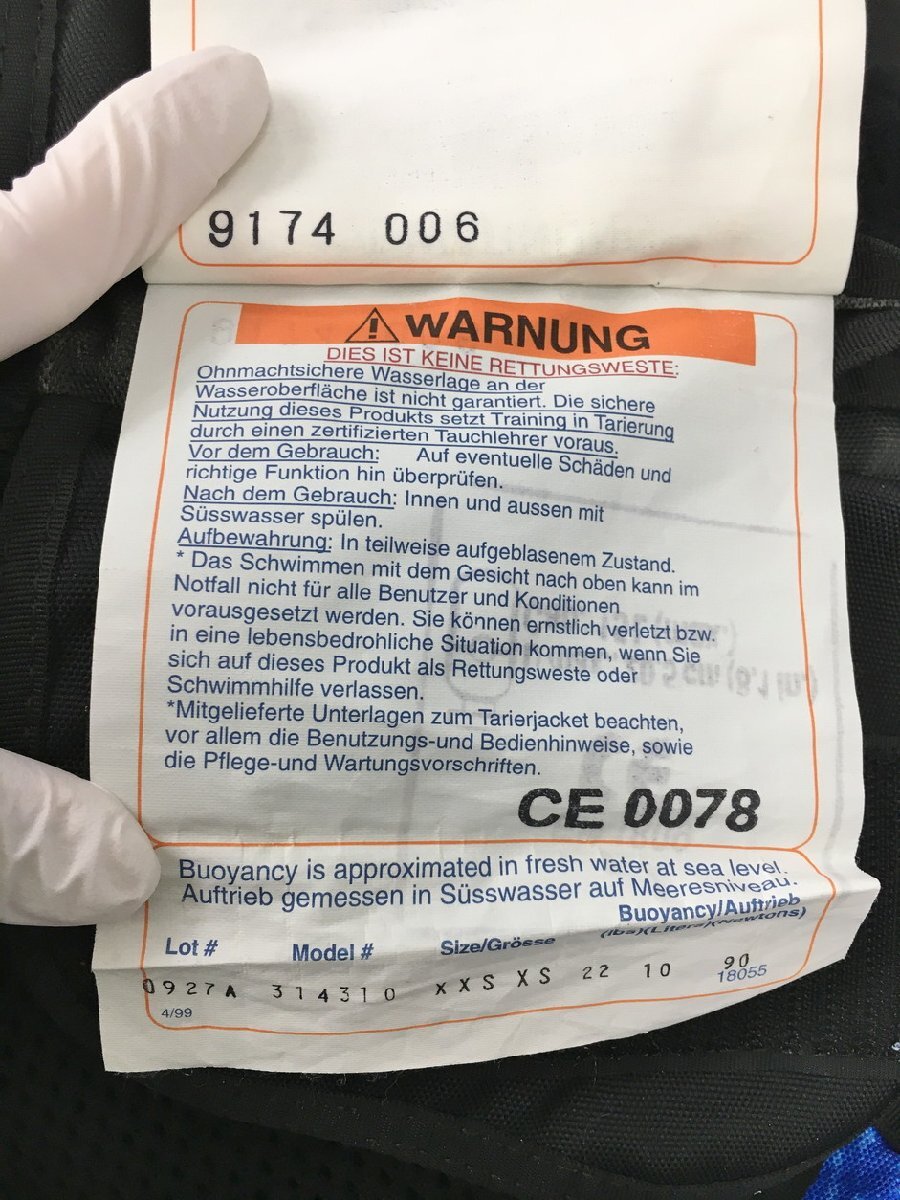 9174 006
WARNUNG
DIES IST KEINE RETTUNGSWESTE:
Ohnmachtsichere Wasserlage an der
Wasseroberfläche ist nicht garantiert. Die sichere
Nutzung dieses Produkts setzt Training in Tarierung
durch einen zertifizierten Tauchlehrer voraus.
Vor dem Gebrauch: Auf eventuelle Schäden und
richtige Funktion hin überprüfen.
Nach dem Gebrauch: Innen und aussen mit
Süsswasser spülen.
Aufbewahrung: In teilweise aufgeblasenem Zustand.
* Das Schwimmen mit dem Gesicht nach oben kann im
Notfall nicht für alle Benutzer und Konditionen
vorausgesetzt werden. Sie können ernstlich verletzt bzw.
in eine lebensbedrohliche Situation kommen, wenn Sie
sich auf dieses Produkt als Rettungsweste oder
Schwimmhilfe verlassen.
*Mitgelieferte Unterlagen zum Tarierjacket beachten,
vor allem die Benutzungs-und Bedienhinweise, sowie
die Pflege-und Wartungsvorschriften.
CE 0078
Buoyancy is approximated in fresh water at sea level.
Auftrieb gemessen in Süsswasser auf Meeresniveau.
Buoyancy/Auftrieb
Lot # Model # Size/Grösse (lbs)(Liters)(Newtons)
0927A 314310 XXS XS 22 10 90
18055
4/99